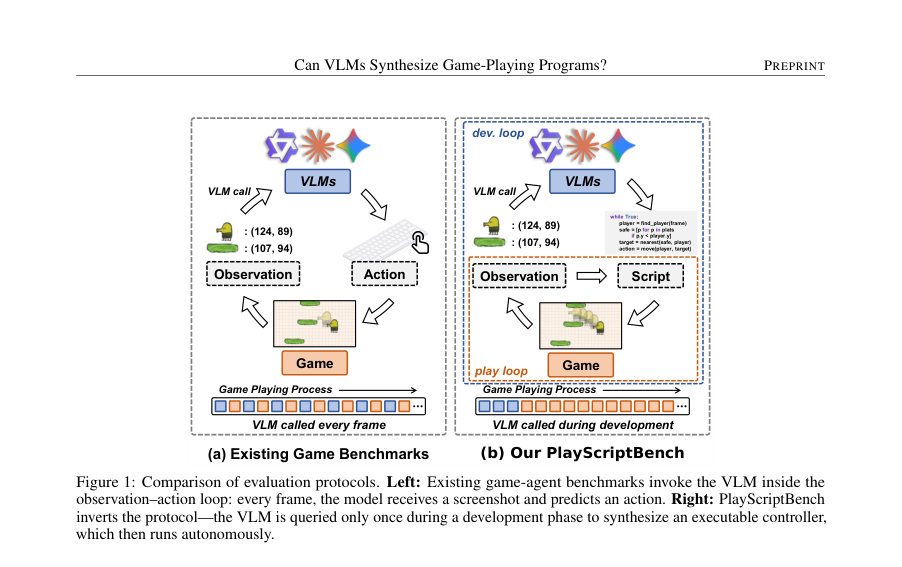 Can VLMs Synthesize Game-Playing Programs?
PREPRINT
VLM call
VLMs
: (124, 89)
: (107, 94)
Observation
Action
Game
Game Playing Process
...
VLM called every frame
(a) Existing Game Benchmarks
dev. loop
VLM call
VLMs
: (124, 89)
: (107, 94)
while True:
player = find_player(frame)
safe = [p for p in plats
if p.y < player.y]
target = nearest(safe, player)
action = move(player, target)
Observation
Script
play loop
Game
Game Playing Process
...
VLM called during development
(b) Our PlayScriptBench
Figure 1: Comparison of evaluation protocols. Left: Existing game-agent benchmarks invoke the VLM inside the
observation–action loop: every frame, the model receives a screenshot and predicts an action. Right: PlayScriptBench
inverts the protocol—the VLM is queried only once during a development phase to synthesize an executable controller,
which then runs autonomously.